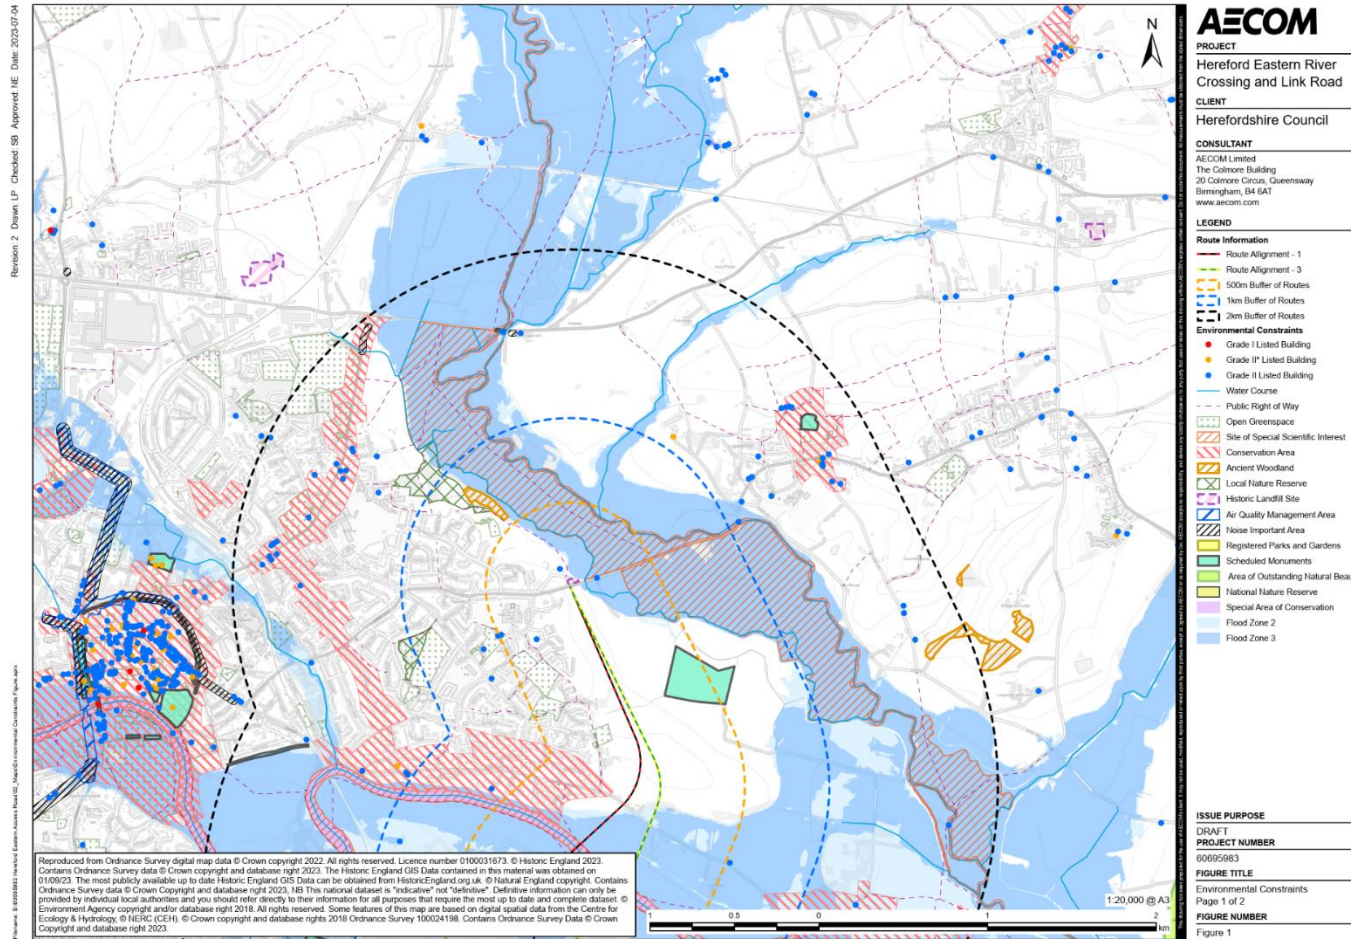 Revision: 2 Drawn: LP Checked: SB Approved: NE Date: 2023-07-04
N
AECOM
PROJECT
Hereford Eastern River
Crossing and Link Road
CLIENT
Herefordshire Council
CONSULTANT
AECOM Limited
The Colmore Building
20 Colmore Circus, Queensway
Birmingham, B4 6AT
www.aecom.com
LEGEND
Route Information
Route Allignment - 1
Route Allignment - 3
500m Buffer of Routes
1km Buffer of Routes
2km Buffer of Routes
Environmental Constraints
Grade I Listed Building
Grade II* Listed Building
Grade II Listed Building
Water Course
Public Right of Way
Open Greenspace
Site of Special Scientific Interest
Conservation Area
Ancient Woodland
Local Nature Reserve
Historic Landfill Site
Air Quality Management Area
Noise Important Area
Registered Parks and Gardens
Scheduled Monuments
Area of Outstanding Natural Beau
National Nature Reserve
Special Area of Conservation
Flood Zone 2
Flood Zone 3
ISSUE PURPOSE
DRAFT
PROJECT NUMBER
60695983
FIGURE TITLE
Environmental Constraints
Page 1 of 2
FIGURE NUMBER
Figure 1
Reproduced from Ordnance Survey digital map data © Crown copyright 2022. All rights reserved. Licence number 0100031673. © Historic England 2023.
Contains Ordnance Survey data © Crown copyright and database right 2023. The Historic England GIS Data contained in this material was obtained on
01/09/23. The most publicly available up to date Historic England GIS Data can be obtained from HistoricEngland.org.uk. © Natural England copyright. Contains
Ordnance Survey data © Crown Copyright and database right 2023, NB This national dataset is "indicative" not "definitive". Definitive information can only be
provided by individual local authorities and you should refer directly to their information for all purposes that require the most up to date and complete dataset. ©
Environment Agency copyright and/or database right 2018. All rights reserved. Some features of this map are based on digital spatial data from the Centre for
Ecology & Hydrology, © NERC (CEH). © Crown copyright and database rights 2018 Ordnance Survey 100024198. Contains Ordnance Survey Data © Crown
Copyright and database right 2023.
1:20,000 @ A3
1 0.5 0 1 2
km